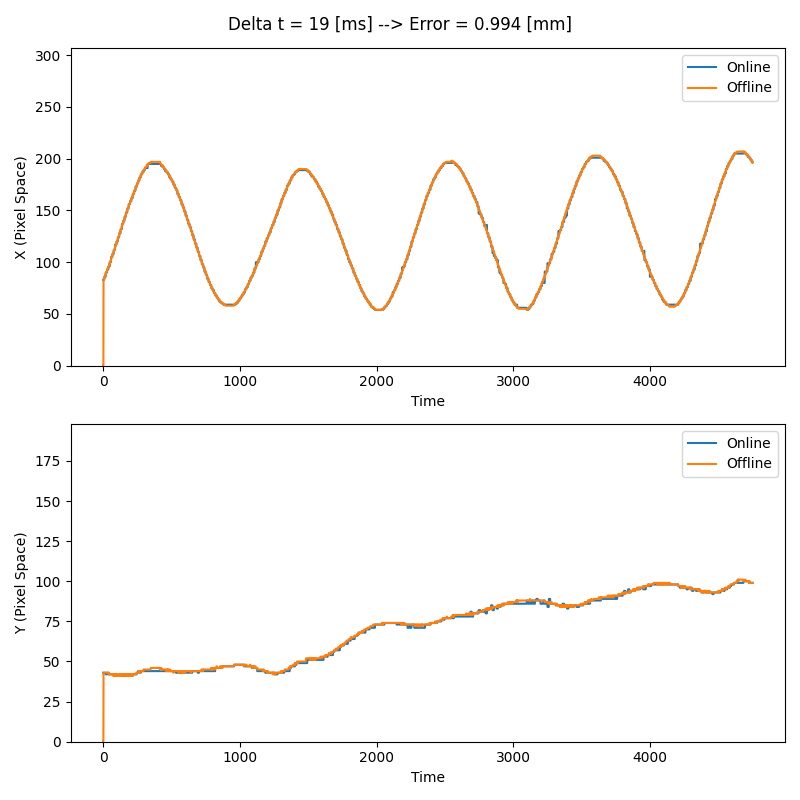 Delta t = 19 [ms] --> Error = 0.994 [mm]
300
250
200
150
100
50
0
X (Pixel Space)
Online
Offline
0
1000
2000
3000
4000
Time
175
150
125
100
75
50
25
0
Y (Pixel Space)
Online
Offline
0
1000
2000
3000
4000
Time